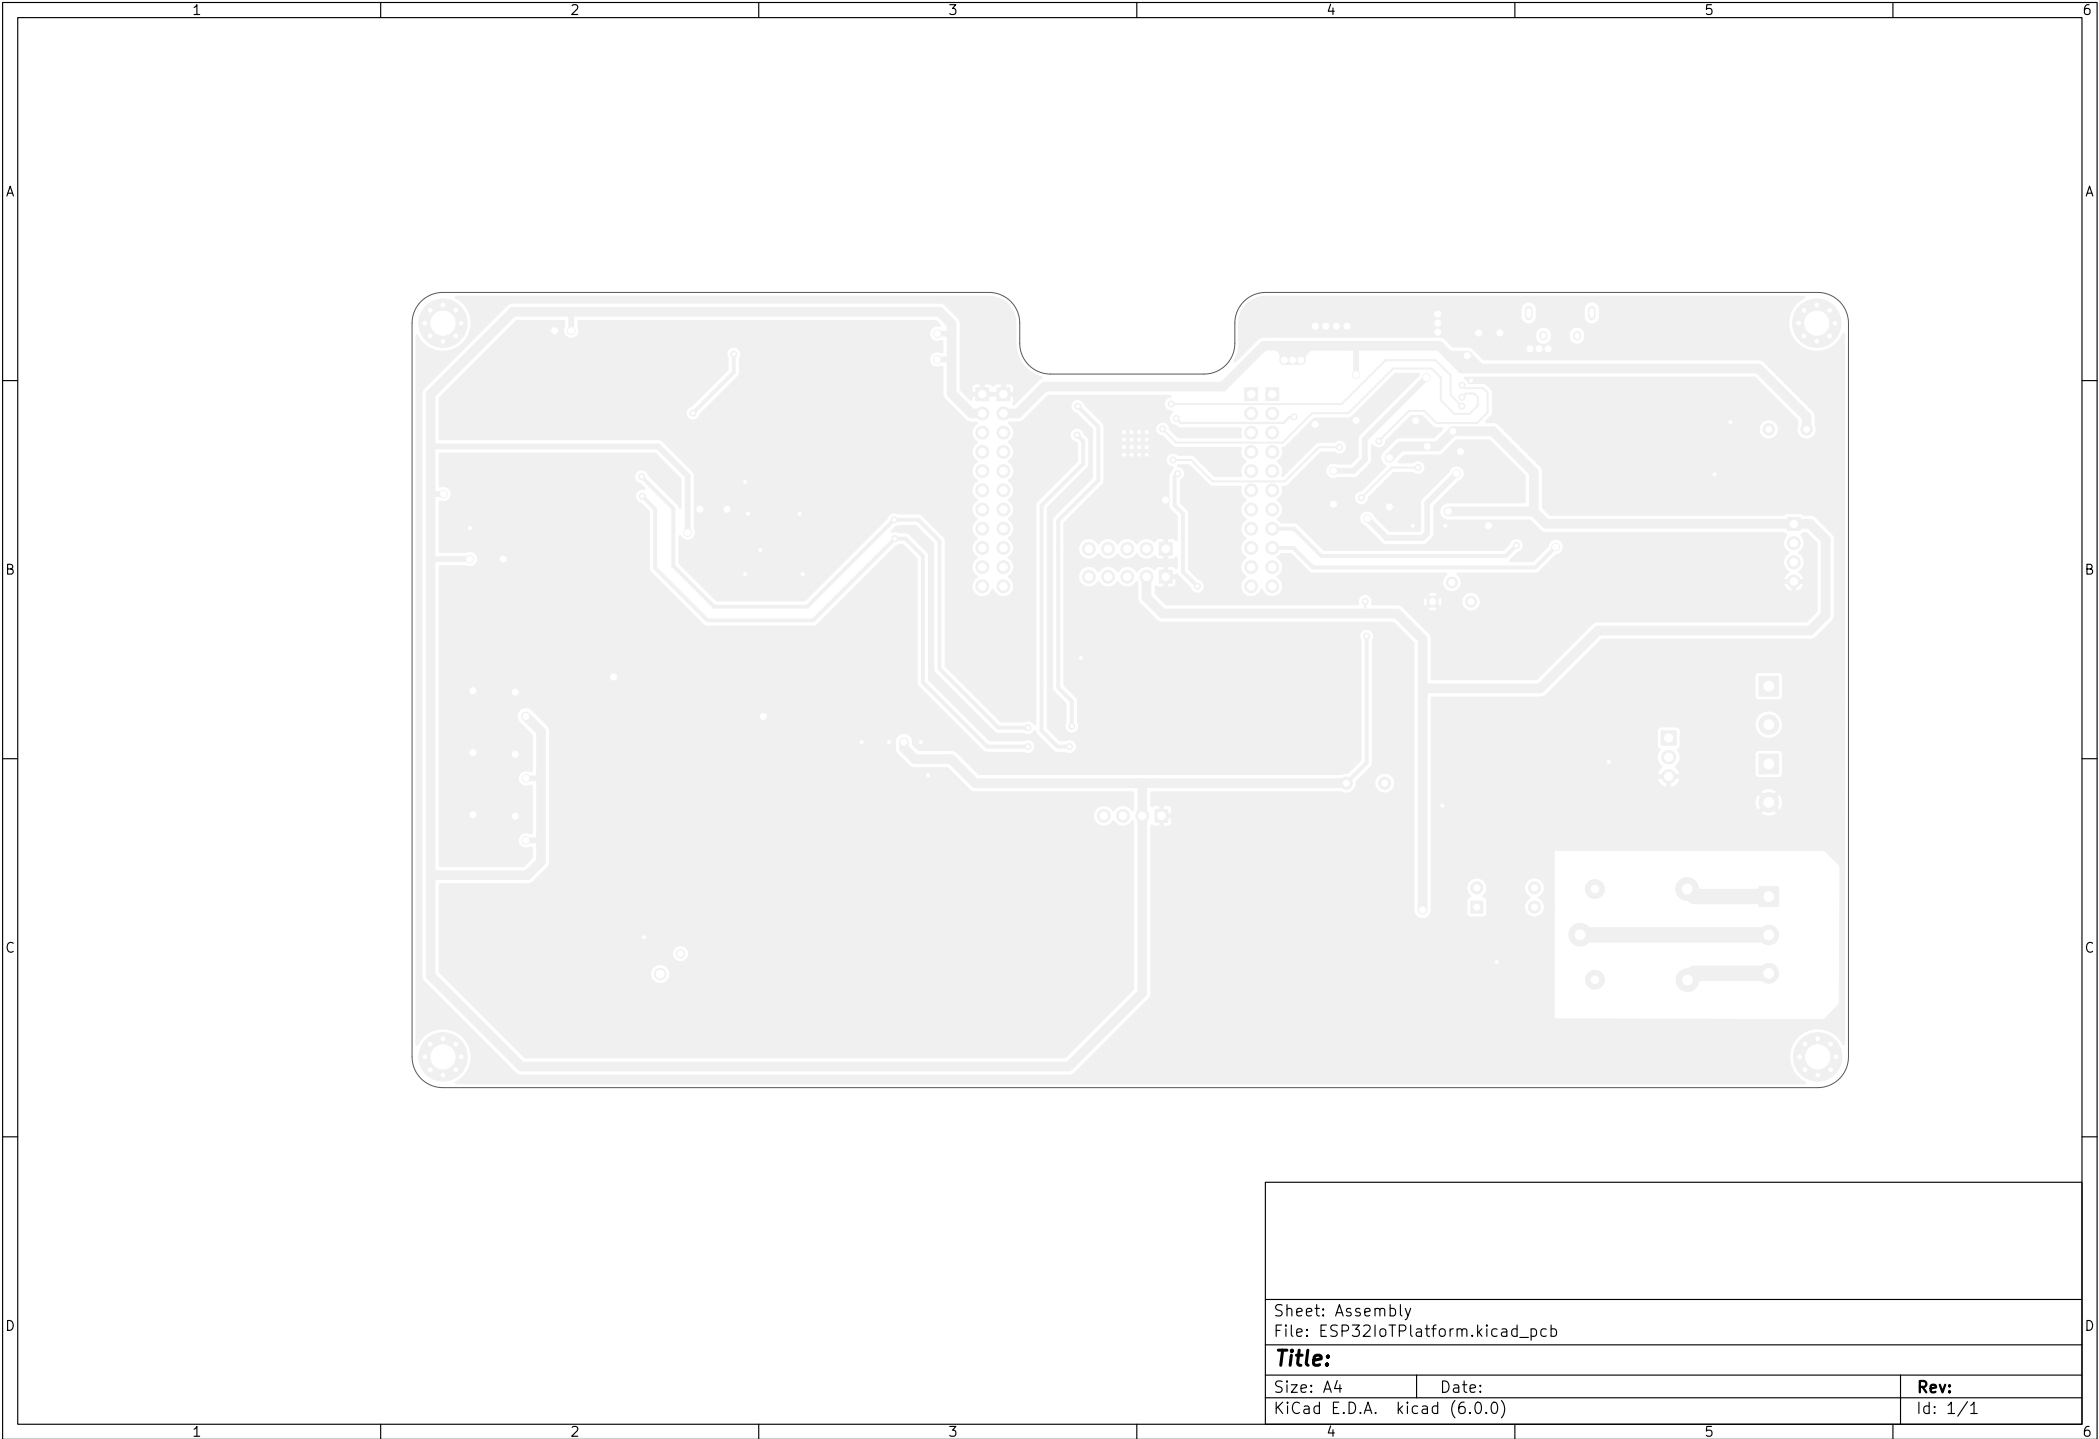 1 2 3 4 5 6
A A
B B
C C
Sheet: Assembly
File: ESP32IoTPlatform.kicad_pcb
D D
Title:
Size: A4 Date: Rev:
KiCad E.D.A. kicad (6.0.0) Id: 1/1
1 2 3 4 5 6